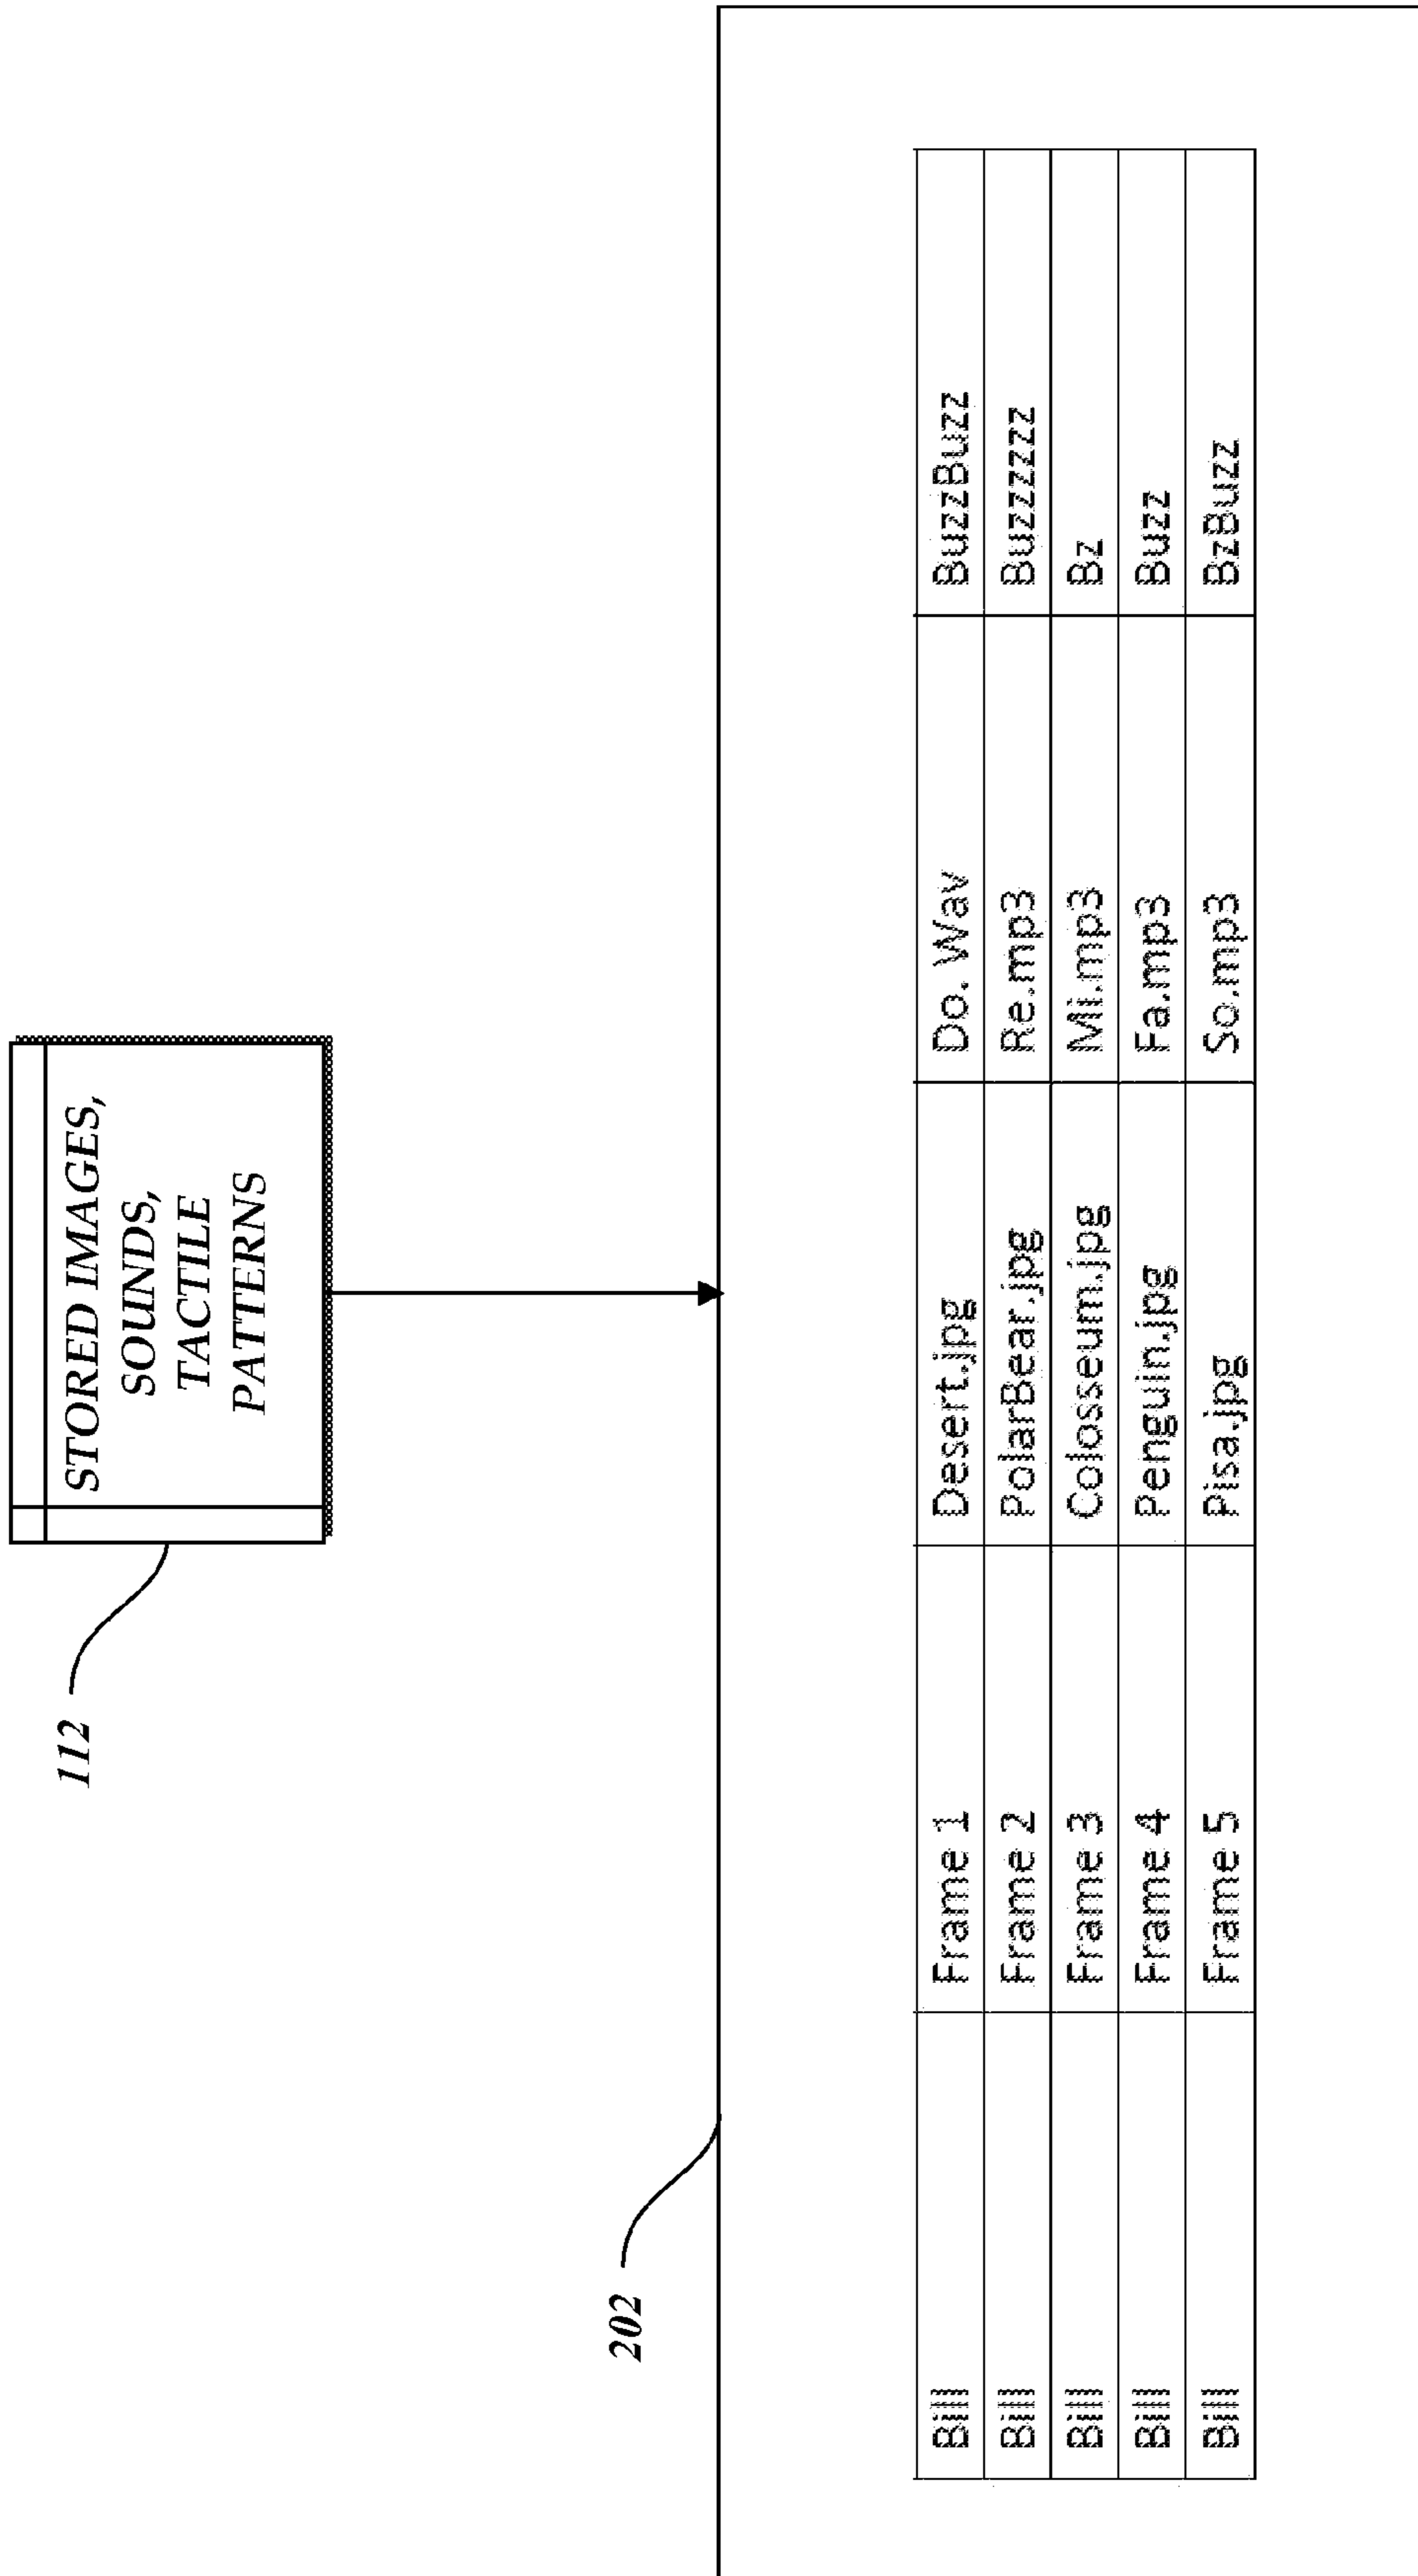 112
STORED IMAGES,
SOUNDS,
TACTILE
PATTERNS
202
Bill Frame 1 Desert.jpg Do. Wav BuzzBuzz
Bill Frame 2 PolarBear.jpg Re.mp3 Buzzzzz
Bill Frame 3 Colosseum.jpg Mi.mp3 Bz
Bill Frame 4 Penguin.jpg Fa.mp3 Buzz
Bill Frame 5 Pisa.jpg So.mp3 BzBuzz